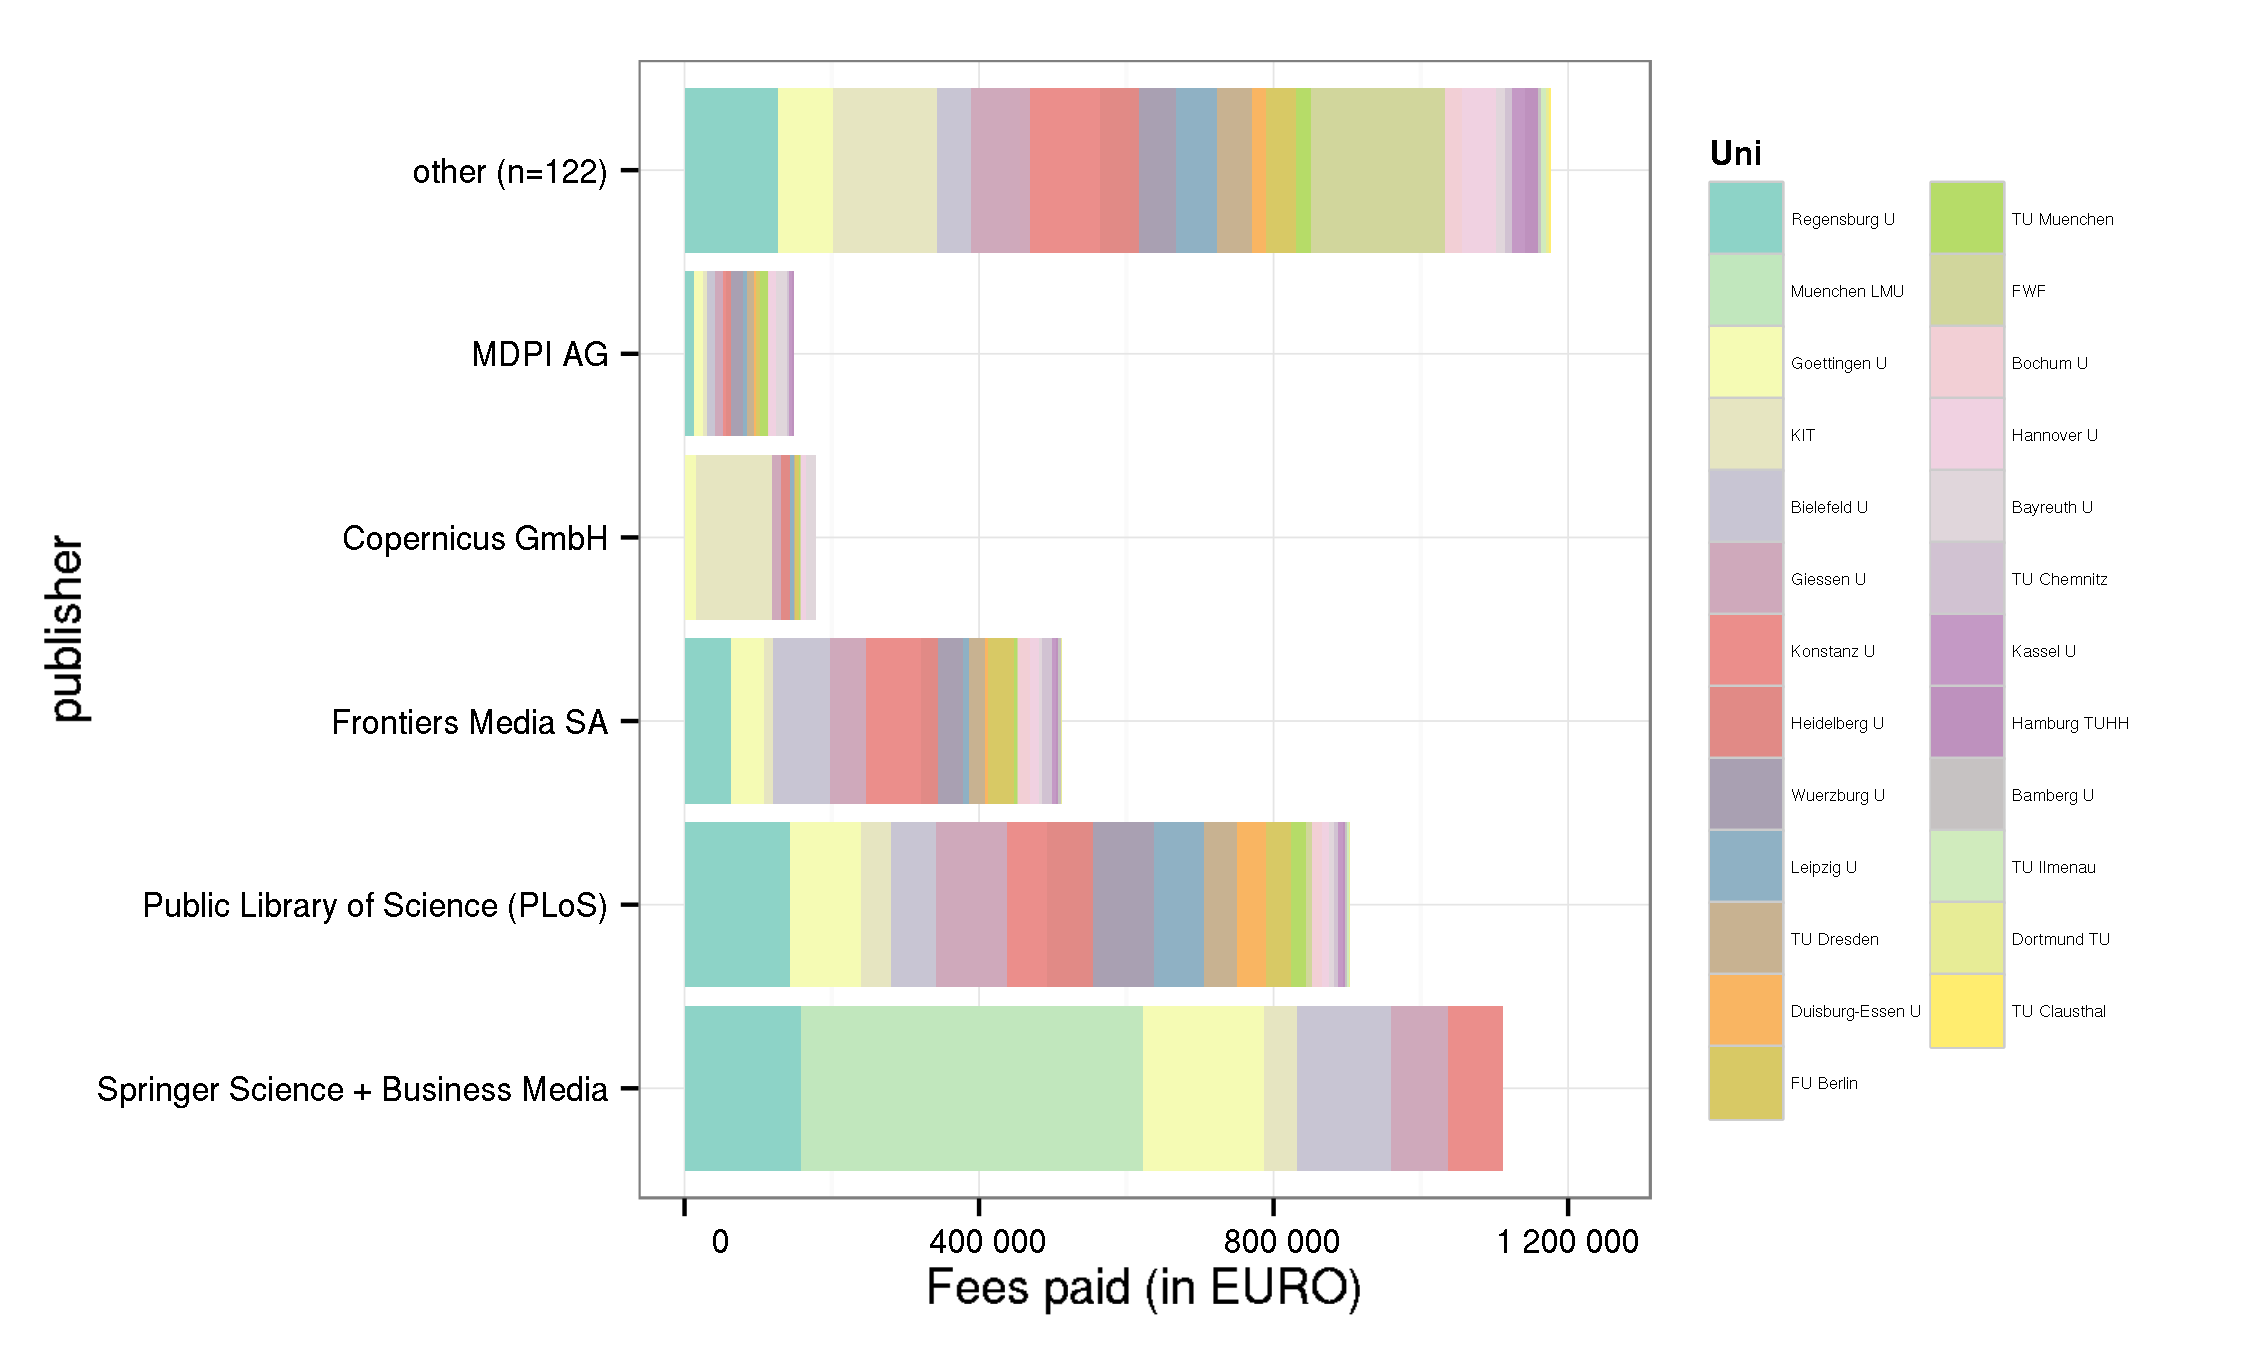 publisher
other (n=122)
MDPI AG
Copernicus GmbH
Frontiers Media SA
Public Library of Science (PLoS)
Springer Science + Business Media
0 400 000 800 000 1 200 000
Fees paid (in EURO)
Uni
Regensburg U
Muenchen LMU
Goettingen U
KIT
Bielefeld U
Giessen U
Konstanz U
Heidelberg U
Wuerzburg U
Leipzig U
TU Dresden
Duisburg-Essen U
FU Berlin
TU Muenchen
FWF
Bochum U
Hannover U
Bayreuth U
TU Chemnitz
Kassel U
Hamburg TUHH
Bamberg U
TU Ilmenau
Dortmund TU
TU Clausthal